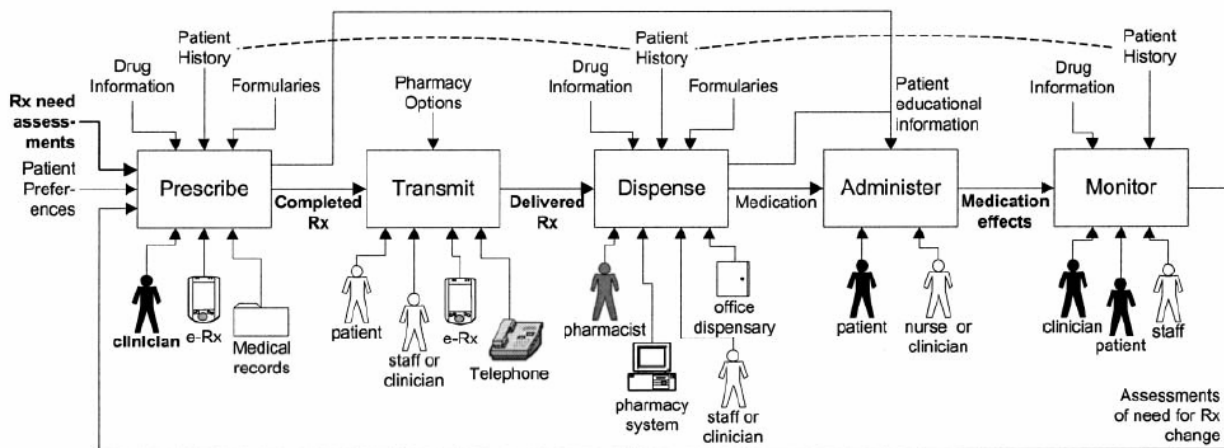 Patient
History
Drug
Information
Formularies
Rx need
assess-
ments
Patient
Prefer-
ences
Prescribe
clinician
e-Rx
Medical
records
Completed
Rx
Pharmacy
Options
Transmit
patient
staff or
clinician
e-Rx
Telephone
Delivered
Rx
Patient
History
Drug
Information
Formularies
Dispense
pharmacist
pharmacy
system
office
dispensary
staff or
clinician
Medication
Patient
educational
information
Administer
patient
nurse or
clinician
Medication
effects
Patient
History
Drug
Information
Monitor
clinician
patient
staff
Assessments
of need for Rx
change